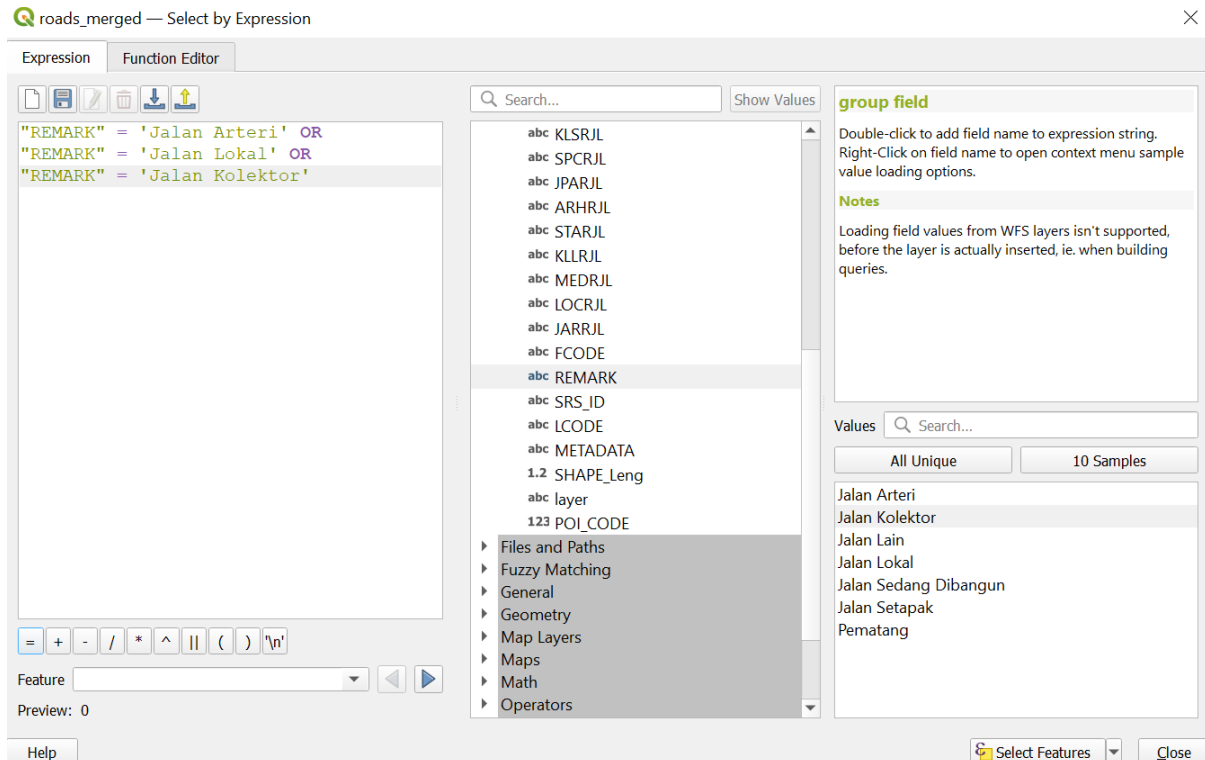 roads_merged — Select by Expression
Expression
Function Editor
"REMARK" = 'Jalan Arteri' OR
"REMARK" = 'Jalan Lokal' OR
"REMARK" = 'Jalan Kolektor'
= + - / * ^ || ( ) '\n'
Feature
Preview: 0
Search...
Show Values
abc KLSRJL
abc SPCRJL
abc JPARJL
abc ARHRJL
abc STARJL
abc KLLRJL
abc MEDRJL
abc LOCRJL
abc JARRJL
abc FCODE
abc REMARK
abc SRS_ID
abc LCODE
abc METADATA
1.2 SHAPE_Leng
abc layer
123 POI_CODE
Files and Paths
Fuzzy Matching
General
Geometry
Map Layers
Maps
Math
Operators
group field
Double-click to add field name to expression string.
Right-Click on field name to open context menu sample
value loading options.
Notes
Loading field values from WFS layers isn't supported,
before the layer is actually inserted, ie. when building
queries.
Values
Search...
All Unique
10 Samples
Jalan Arteri
Jalan Kolektor
Jalan Lain
Jalan Lokal
Jalan Sedang Dibangun
Jalan Setapak
Pematang
Help
Select Features
Close